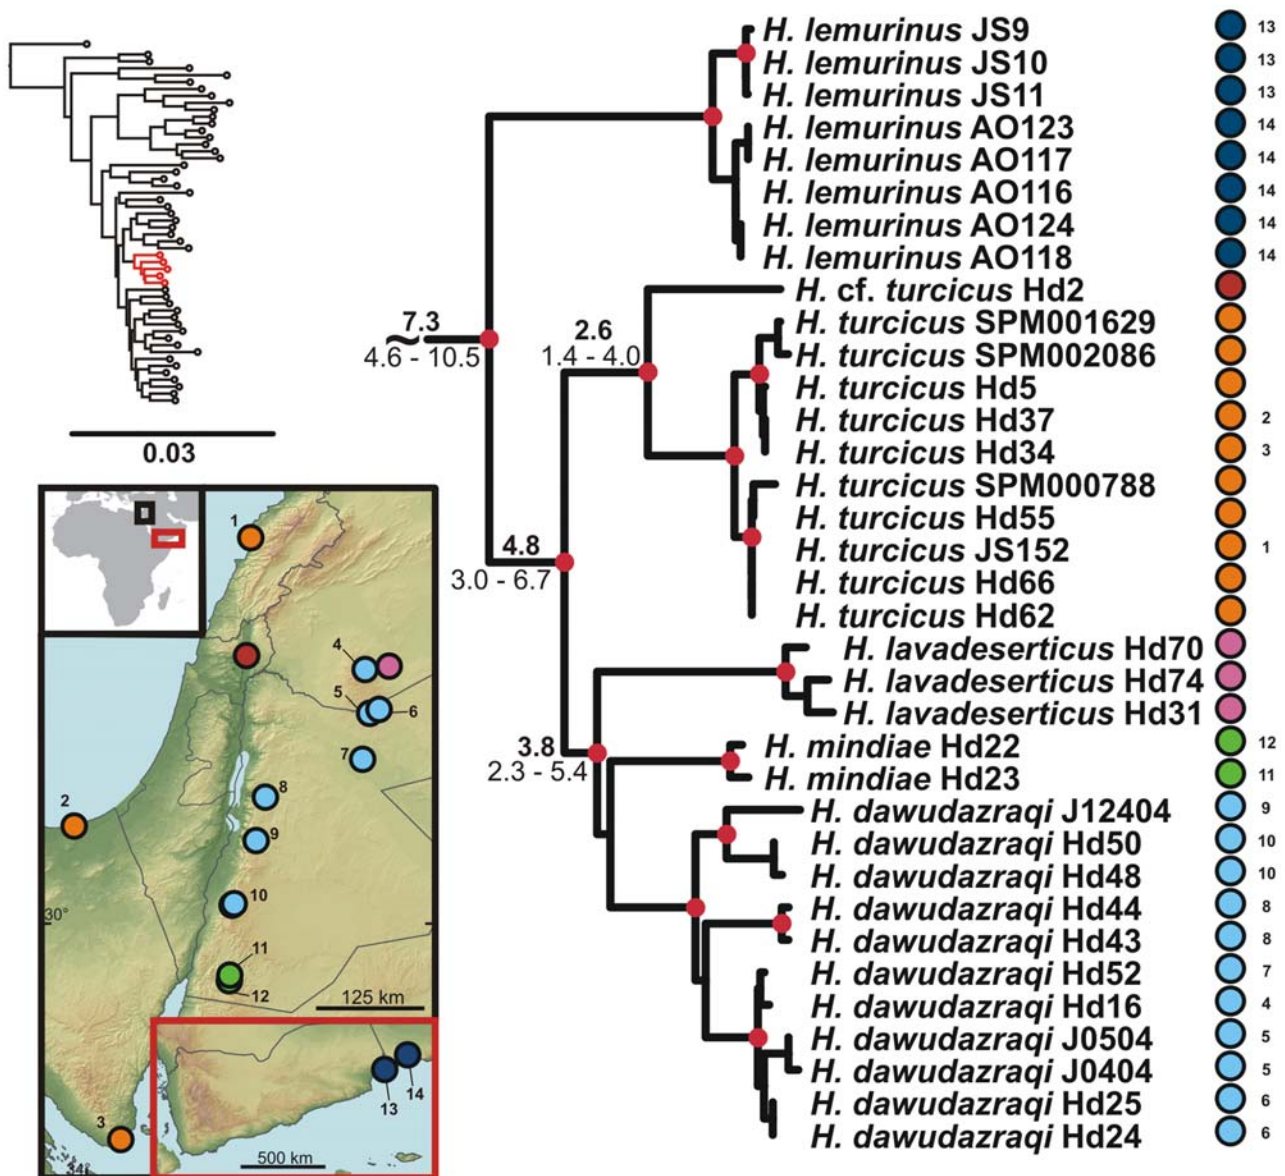 H. lemurinus JS9 13
H. lemurinus JS10 13
H. lemurinus JS11 13
H. lemurinus AO123 14
H. lemurinus AO117 14
H. lemurinus AO116 14
H. lemurinus AO124 14
H. lemurinus AO118 14
H. cf. turcicus Hd2
H. turcicus SPM001629
H. turcicus SPM002086
H. turcicus Hd5
H. turcicus Hd37 2
H. turcicus Hd34 3
H. turcicus SPM000788
H. turcicus Hd55
H. turcicus JS152 1
H. turcicus Hd66
H. turcicus Hd62
H. lavadeserticus Hd70
H. lavadeserticus Hd74
H. lavadeserticus Hd31
H. mindiae Hd22 12
H. mindiae Hd23 11
H. dawudazraqi J12404 9
H. dawudazraqi Hd50 10
H. dawudazraqi Hd48 10
H. dawudazraqi Hd44 8
H. dawudazraqi Hd43 8
H. dawudazraqi Hd52 7
H. dawudazraqi Hd16 4
H. dawudazraqi J0504 5
H. dawudazraqi J0404 5
H. dawudazraqi Hd25 6
H. dawudazraqi Hd24 6
7.3
~
4.6 - 10.5
2.6
1.4 - 4.0
4.8
3.0 - 6.7
3.8
2.3 - 5.4
0.03
1
4
5
6
7
2
8
9
10
30°
11
12
125 km
13
14
3
34°
500 km